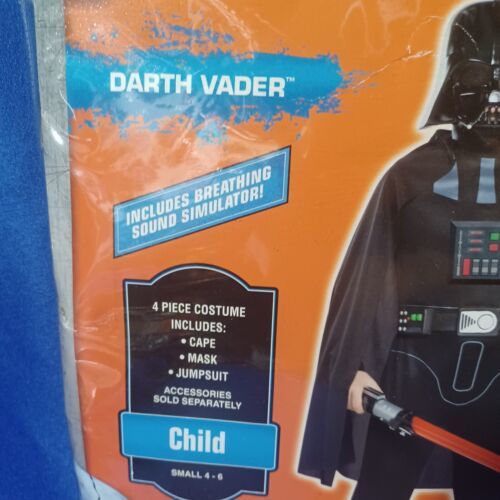 DARTH VADER™
INCLUDES BREATHING
SOUND SIMULATOR!
4 PIECE COSTUME
INCLUDES:
• CAPE
• MASK
• JUMPSUIT
ACCESSORIES
SOLD SEPARATELY
Child
SMALL 4 - 6